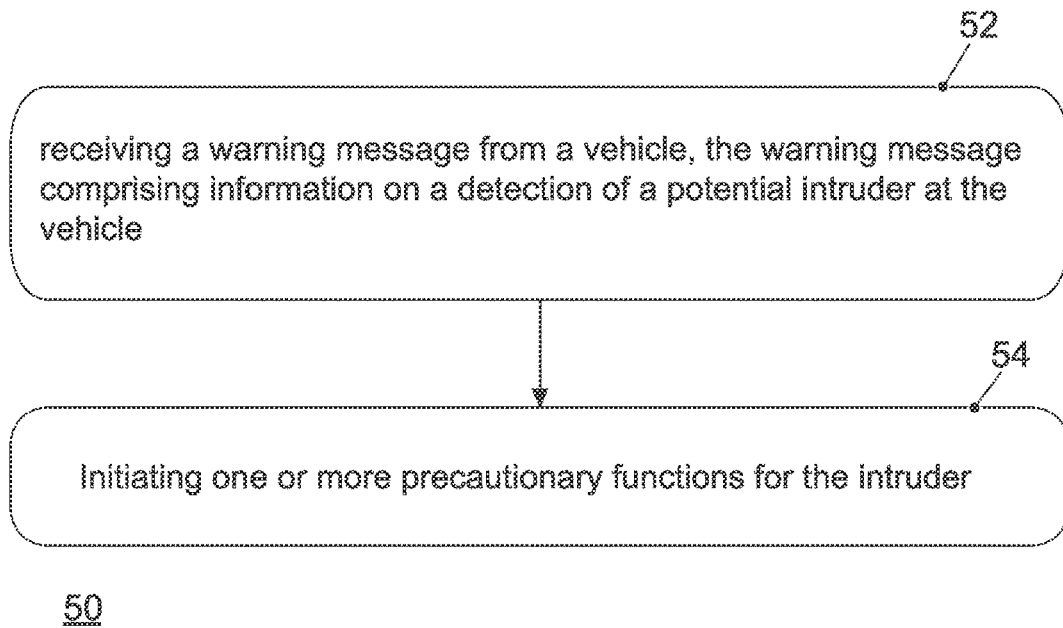 52
receiving a warning message from a vehicle, the warning message
comprising information on a detection of a potential intruder at the
vehicle
54
Initiating one or more precautionary functions for the intruder
50